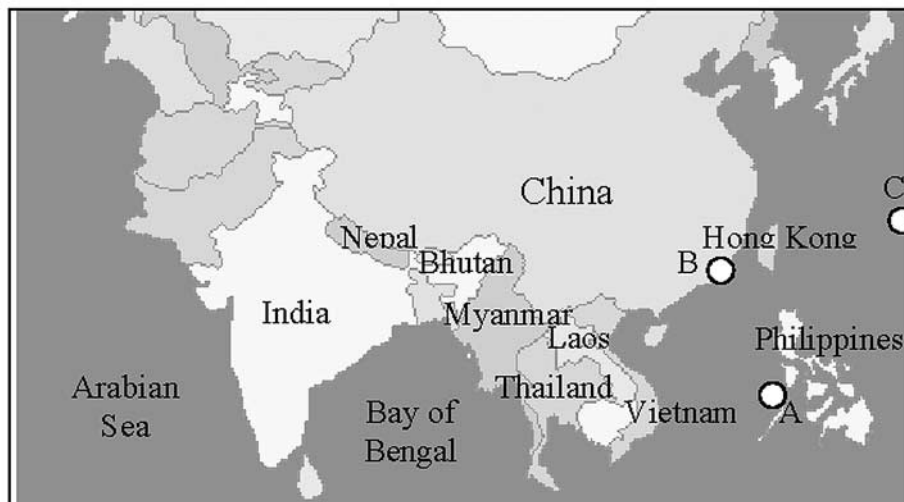 China
C
Nepal
Hong Kong
Bhutan
B
India
Myanmar
Laos
Philippines
Arabian
Sea
Thailand
Bay of
Bengal
Vietnam
A